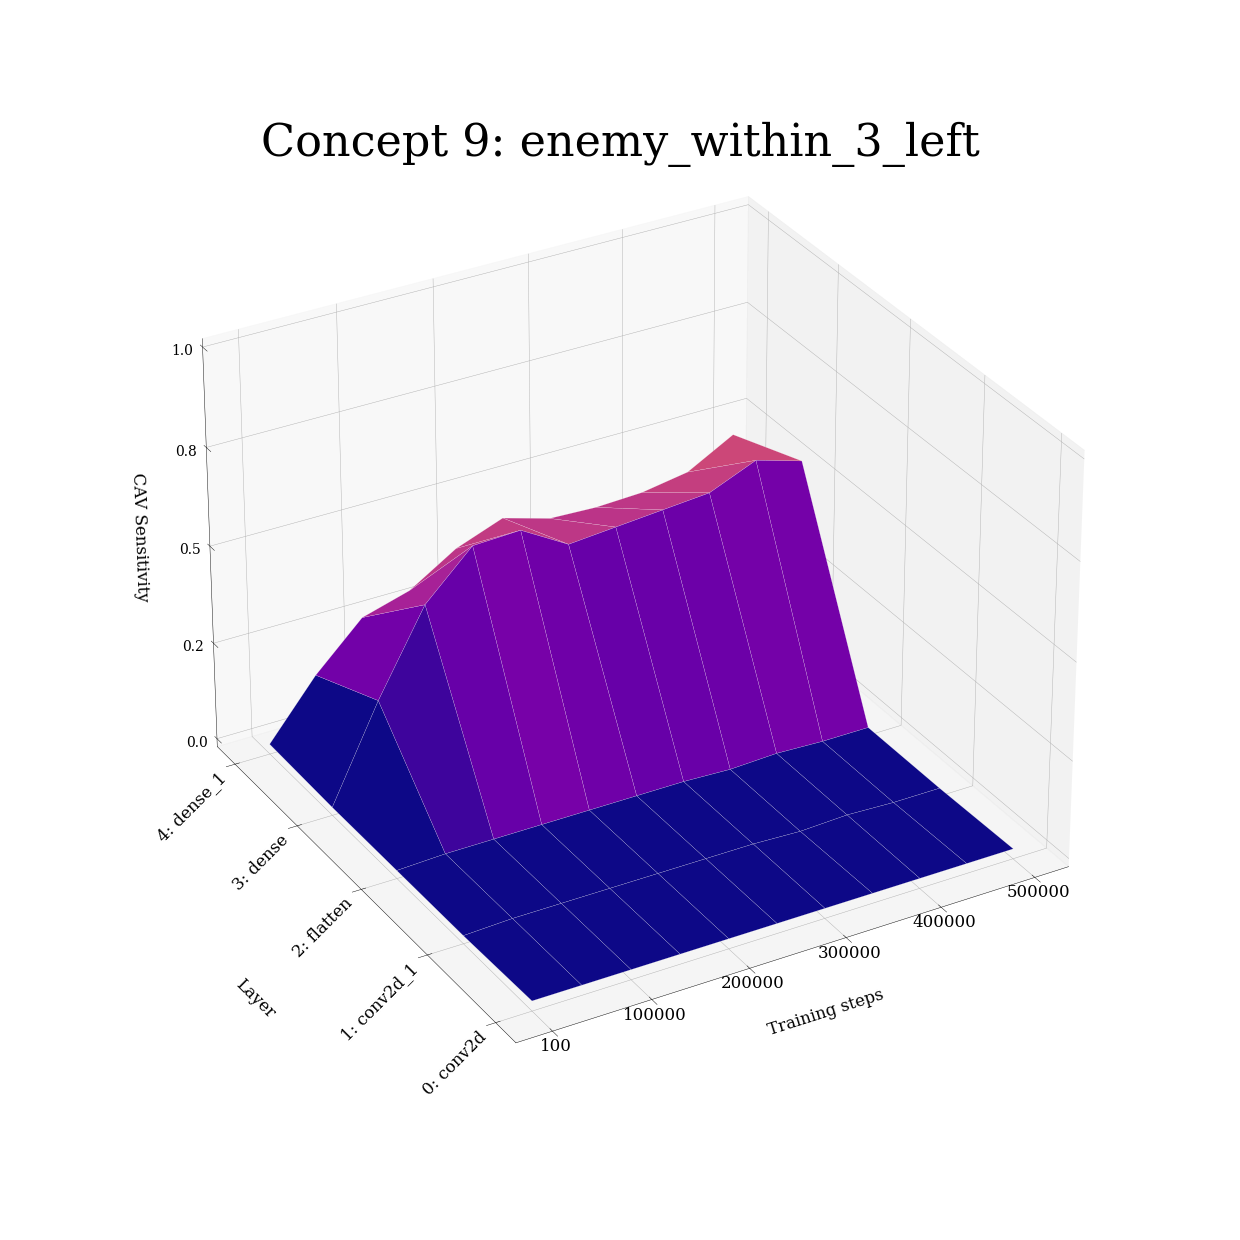 Concept 9: enemy_within_3_left
1.0
0.8
0.5
0.2
0.0
CAV Sensitivity
4: dense_1
3: dense
2: flatten
1: conv2d_1
0: conv2d
Layer
100
100000
200000
300000
400000
500000
Training steps